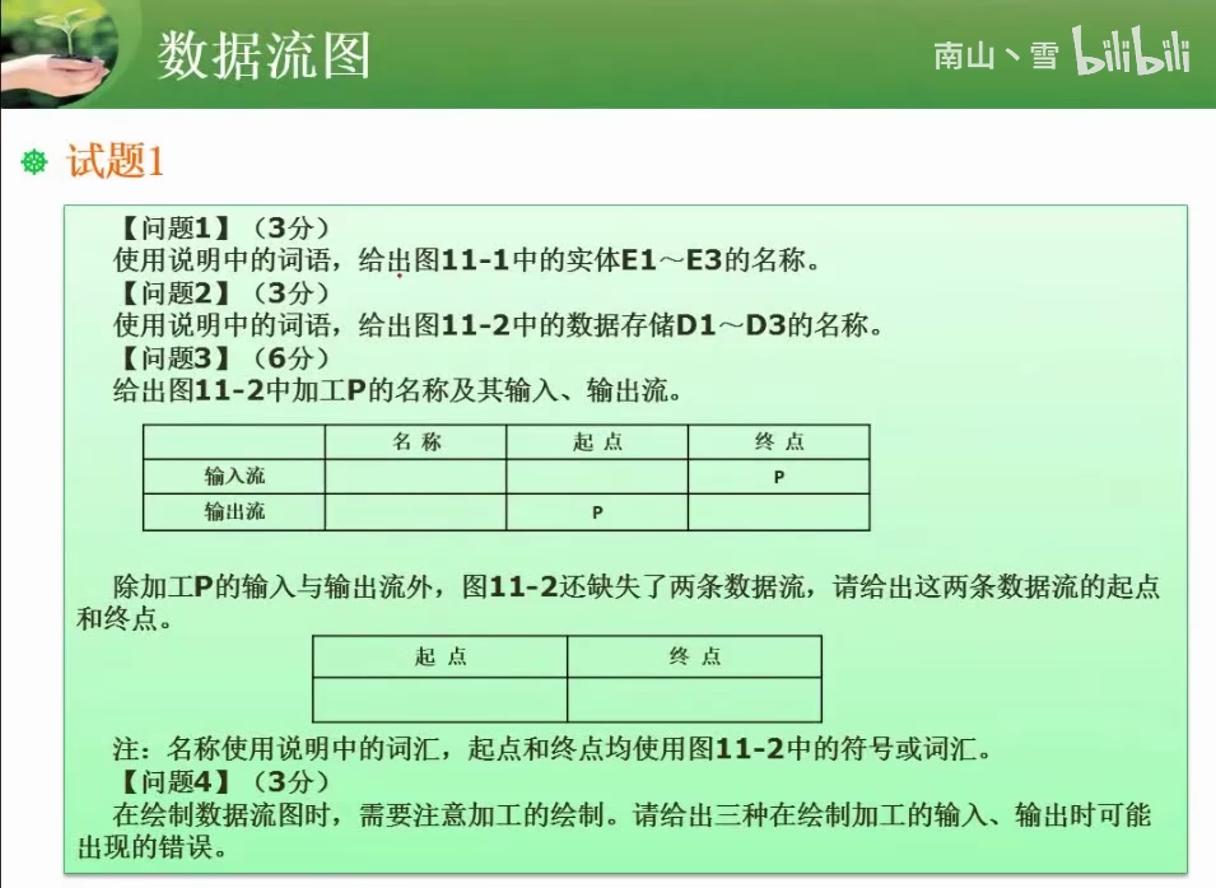 数据流图
南山丶雪 bilibili
试题1
【问题1】（3分）
使用说明中的词语，给出图11-1中的实体E1～E3的名称。
【问题2】（3分）
使用说明中的词语，给出图11-2中的数据存储D1～D3的名称。
【问题3】（6分）
给出图11-2中加工P的名称及其输入、输出流。
名 称 起 点 终 点
输入流 P
输出流 P
除加工P的输入与输出流外，图11-2还缺失了两条数据流，请给出这两条数据流的起点
和终点。
起 点 终 点
注：名称使用说明中的词汇，起点和终点均使用图11-2中的符号或词汇。
【问题4】（3分）
在绘制数据流图时，需要注意加工的绘制。请给出三种在绘制加工的输入、输出时可能
出现的错误。